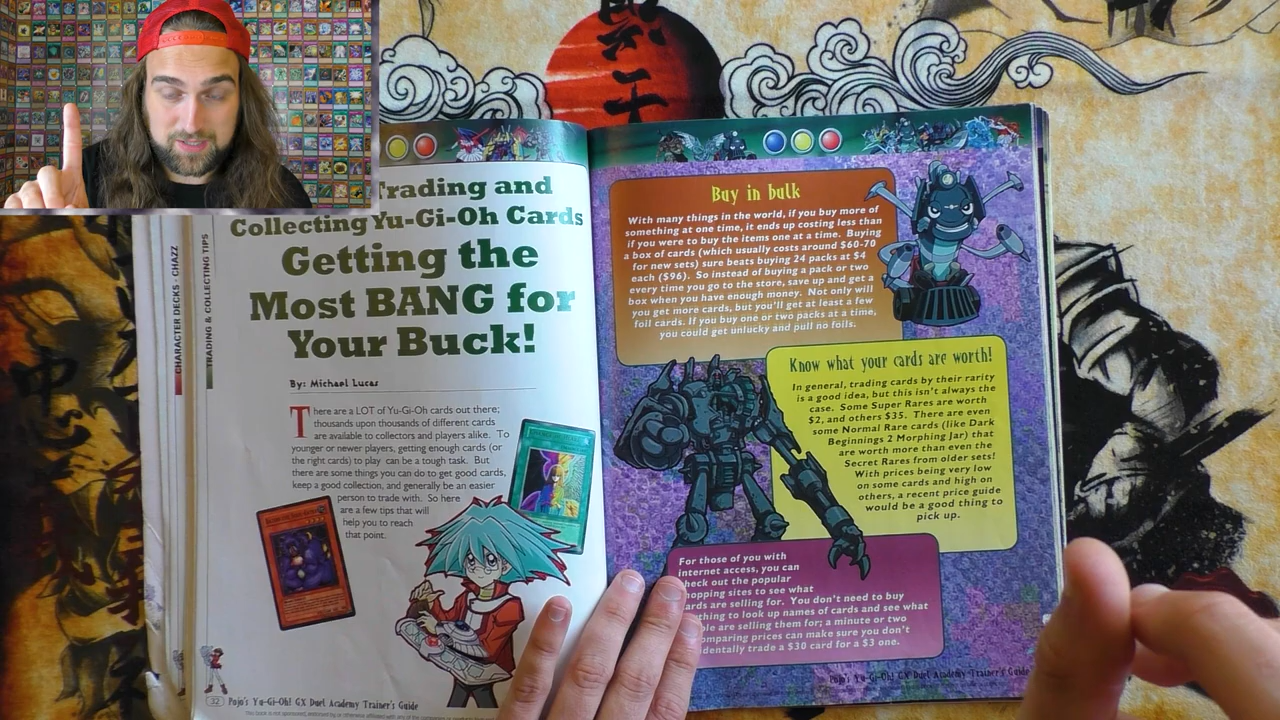 CHARACTER DECKS - CHAZZ
TRADING & COLLECTING TIPS
Trading and
Collecting Yu-Gi-Oh Cards
Getting the
Most BANG for
Your Buck!
By: Michael Lucas
There are a LOT of Yu-Gi-Oh cards out there;
thousands upon thousands of different cards
are available to collectors and players alike. To
younger or newer players, getting enough cards (or
the right cards) to play can be a tough task. But
there are some things you can do to get good cards,
keep a good collection, and generally be an easier
person to trade with. So here
are a few tips that will
help you to reach
that point.
32 Pojo's Yu-Gi-Oh! GX Duel Academy Trainer's Guide
Buy in bulk
With many things in the world, if you buy more of
something at one time, it ends up costing less than
if you were to buy the items one at a time. Buying
a box of cards (which usually costs around $60-70
for new sets) sure beats buying 24 packs at $4
each ($96). So instead of buying a pack or two
every time you go to the store, save up and get a
box when you have enough money. Not only will
you get more cards, but you'll get at least a few
foil cards. If you buy one or two packs at a time,
you could get unlucky and pull no foils.
Know what your cards are worth!
In general, trading cards by their rarity
is a good idea, but this isn't always the
case. Some Super Rares are worth
$2, and others $35. There are even
some Normal Rare cards (like Dark
Beginnings 2 Morphing Jar) that
are worth more than even the
Secret Rares from older sets!
With prices being very low
on some cards and high on
others, a recent price guide
would be a good thing to
pick up.
For those of you with
internet access, you can
check out the popular
hopping sites to see what
ards are selling for. You don't need to buy
thing to look up names of cards and see what
ple are selling them for; a minute or two
omparing prices can make sure you don't
identally trade a $30 card for a $3 one.
Pojo's Yu-Gi-Oh! GX Duel Academy Trainer's Guide